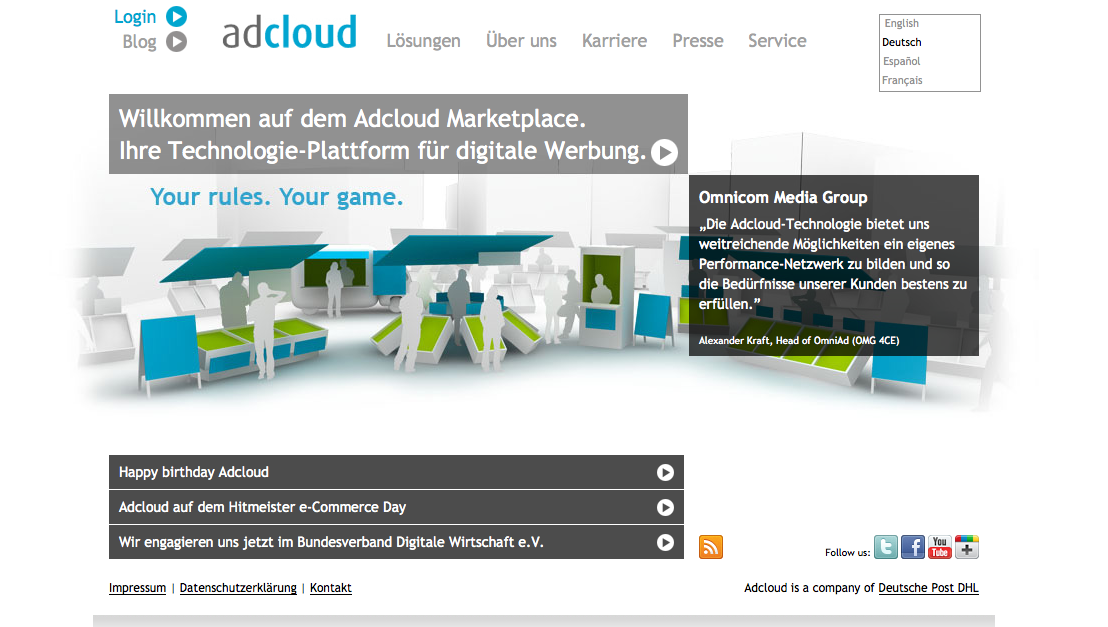 Login
Blog
adcloud
Lösungen Über uns Karriere Presse Service
English
Deutsch
Español
Français
Willkommen auf dem Adcloud Marketplace.
Ihre Technologie-Plattform für digitale Werbung.
Your rules. Your game.
Omnicom Media Group
„Die Adcloud-Technologie bietet uns
weitreichende Möglichkeiten ein eigenes
Performance-Netzwerk zu bilden und so
die Bedürfnisse unserer Kunden bestens zu
erfüllen.”
Alexander Kraft, Head of OmniAd (OMG 4CE)
Happy birthday Adcloud
Adcloud auf dem Hitmeister e-Commerce Day
Wir engagieren uns jetzt im Bundesverband Digitale Wirtschaft e.V.
Follow us: t f You Tube +
Impressum | Datenschutzerklärung | Kontakt
Adcloud is a company of Deutsche Post DHL